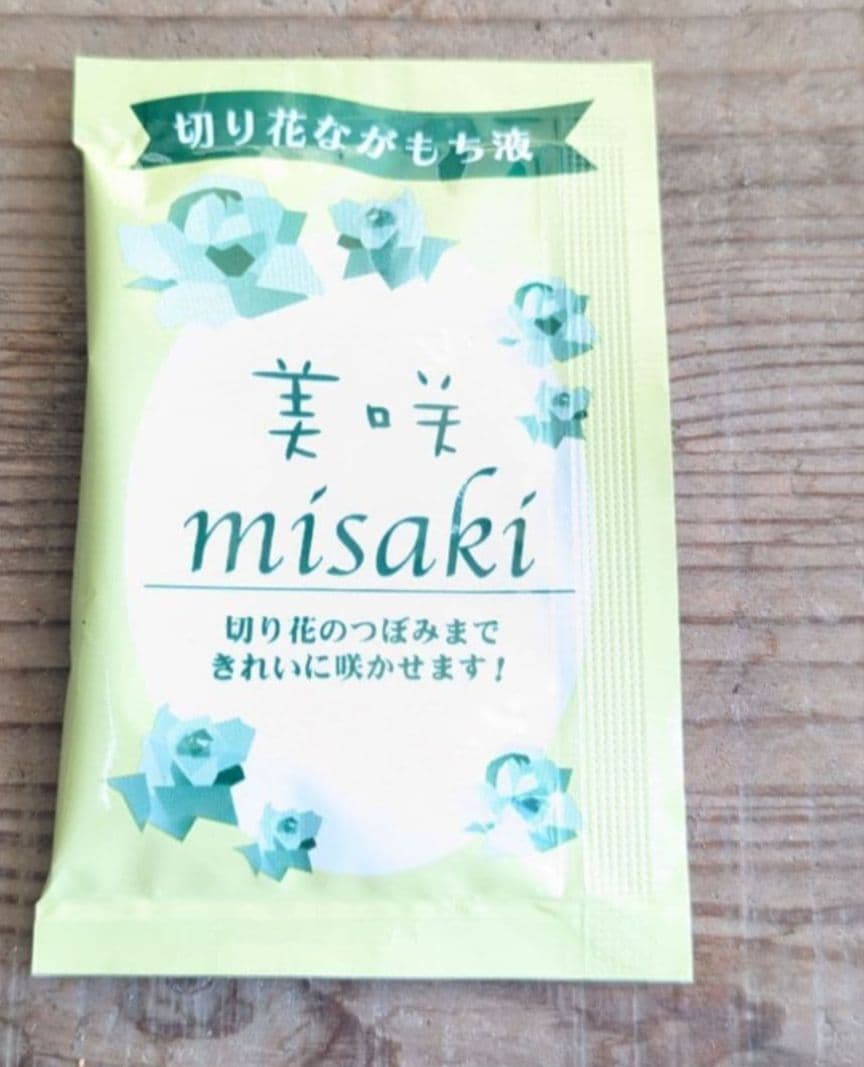 切り花ながもち液
美咲
misaki
切り花のつぼみまで
きれいに咲かせます!